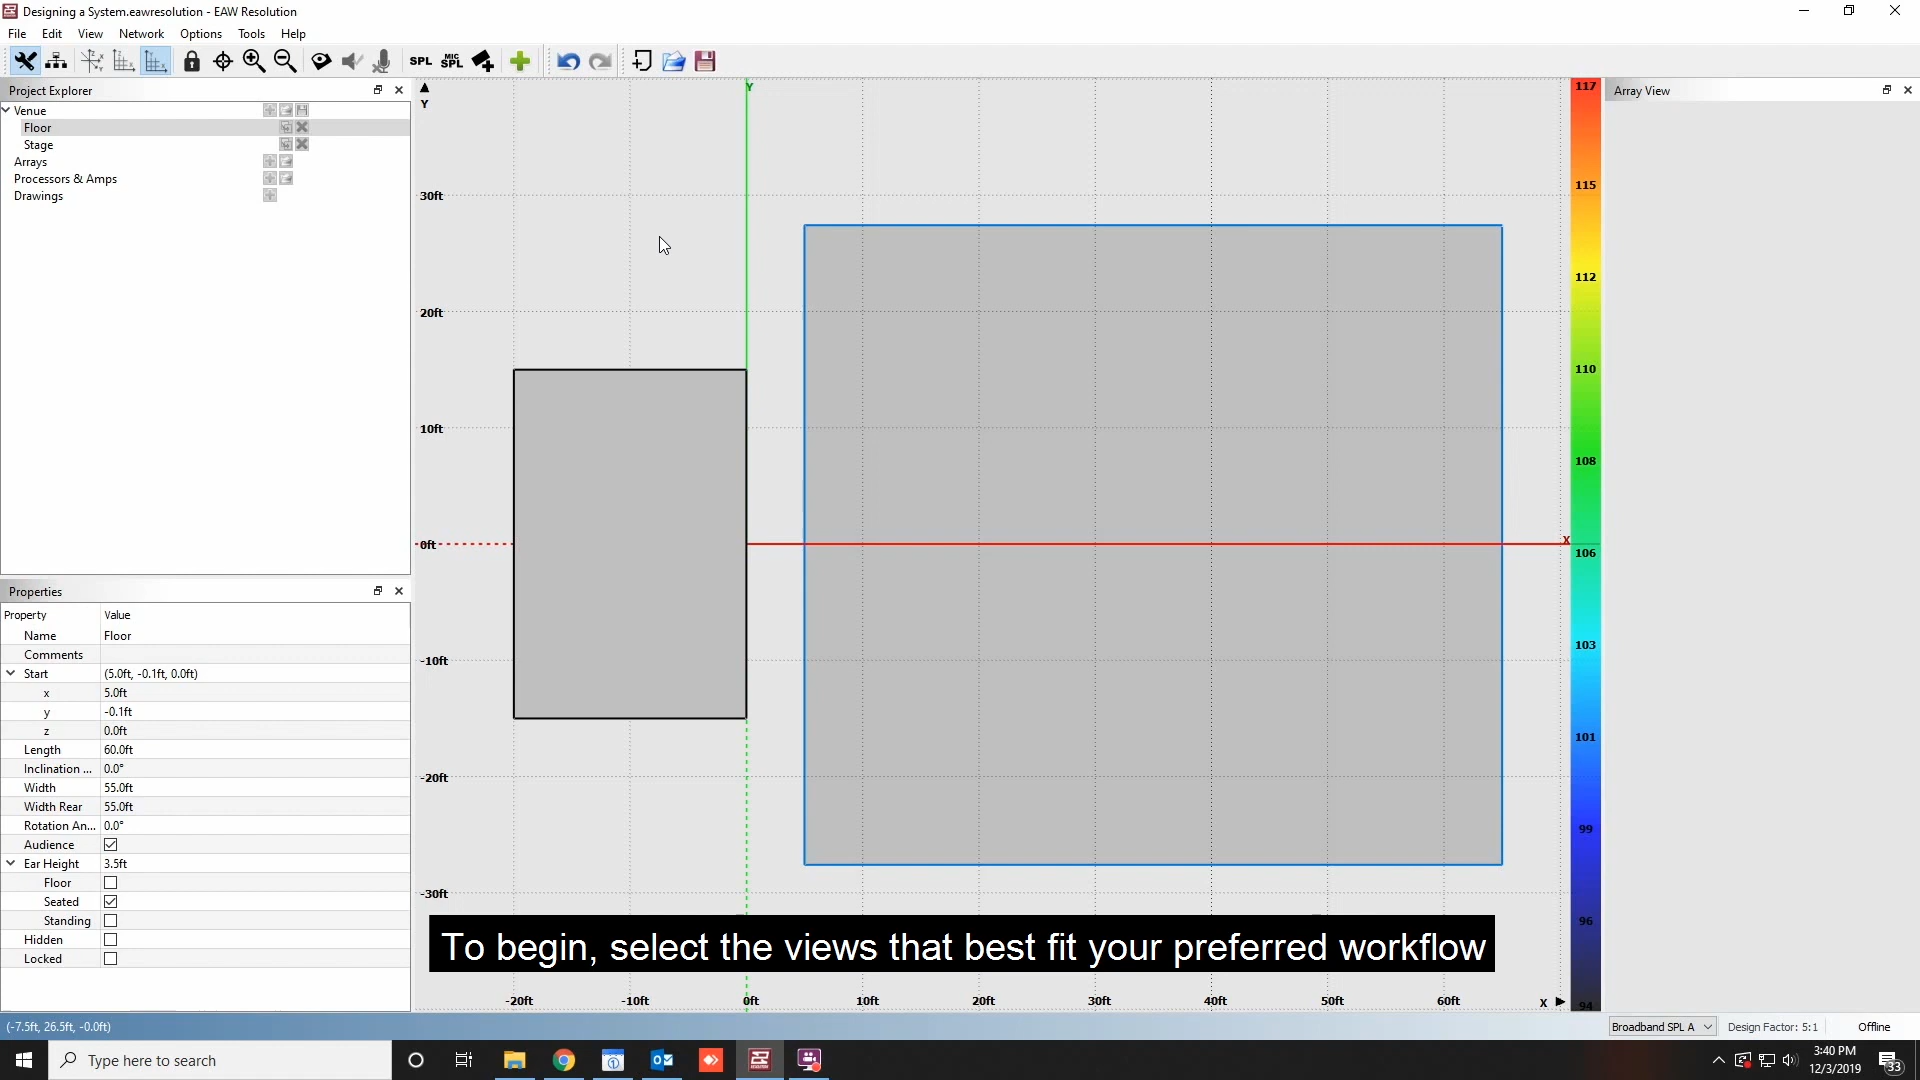 Designing a System.eawresolution - EAW Resolution
File Edit View Network Options Tools Help
SPL MIC SPL
Project Explorer
Venue
Floor
Stage
Arrays
Processors & Amps
Drawings
Properties
Property Value
Name Floor
Comments
Start (5.0ft, -0.1ft, 0.0ft)
x 5.0ft
y -0.1ft
z 0.0ft
Length 60.0ft
Inclination ... 0.0°
Width 55.0ft
Width Rear 55.0ft
Rotation An... 0.0°
Audience
Ear Height 3.5ft
Floor
Seated
Standing
Hidden
Locked
Y
Y
30ft
20ft
10ft
0ft
-10ft
-20ft
-30ft
X
-20ft -10ft 0ft 10ft 20ft 30ft 40ft 50ft 60ft X
To begin, select the views that best fit your preferred workflow
117
115
112
110
108
106
103
101
99
96
94
Array View
(-7.5ft, 26.5ft, -0.0ft)
Broadband SPL A Design Factor: 5:1 Offline
Type here to search
3:40 PM
12/3/2019
33